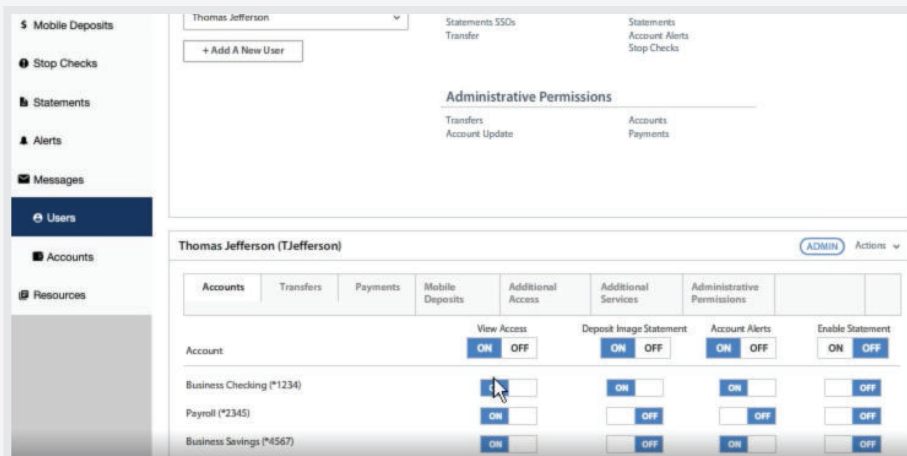 $ Mobile Deposits
Stop Checks
Statements
Alerts
Messages
Users
Accounts
Resources
Thomas Jefferson
+ Add A New User
Statements SSOs
Transfer
Statements
Account Alerts
Stop Checks
Administrative Permissions
Transfers
Account Update
Accounts
Payments
Thomas Jefferson (TJefferson)
ADMIN Actions
Accounts Transfers Payments Mobile Deposits Additional Access Additional Services Administrative Permissions
View Access Deposit Image Statement Account Alerts Enable Statement
Account ON OFF ON OFF ON OFF ON OFF
Business Checking (*1234) ON ON OFF
Payroll (*2345) ON OFF OFF OFF
Business Savings (*4567) ON OFF ON OFF